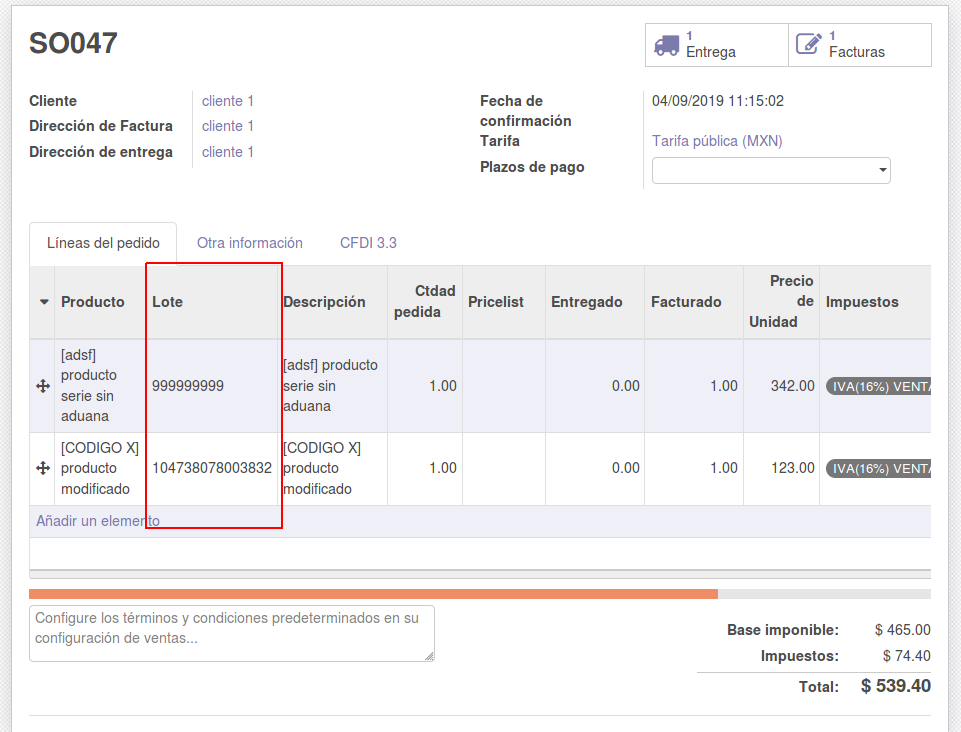 SO047
1
Entrega
1
Facturas
Cliente
cliente 1
Dirección de Factura
cliente 1
Dirección de entrega
cliente 1
Fecha de
confirmación
04/09/2019 11:15:02
Tarifa
Tarifa pública (MXN)
Plazos de pago
Líneas del pedido
Otra información
CFDI 3.3
Producto
Lote
Descripción
Ctdad
pedida
Pricelist
Entregado
Facturado
Precio
de
Unidad
Impuestos
[adsf]
producto
serie sin
aduana
999999999
[adsf] producto
serie sin
aduana
1.00
0.00
1.00
342.00
IVA(16%) VENTA
[CODIGO X]
producto
modificado
104738078003832
[CODIGO X]
producto
modificado
1.00
0.00
1.00
123.00
IVA(16%) VENTA
Añadir un elemento
Configure los términos y condiciones predeterminados en su
configuración de ventas...
Base imponible: $ 465.00
Impuestos: $ 74.40
Total: $ 539.40